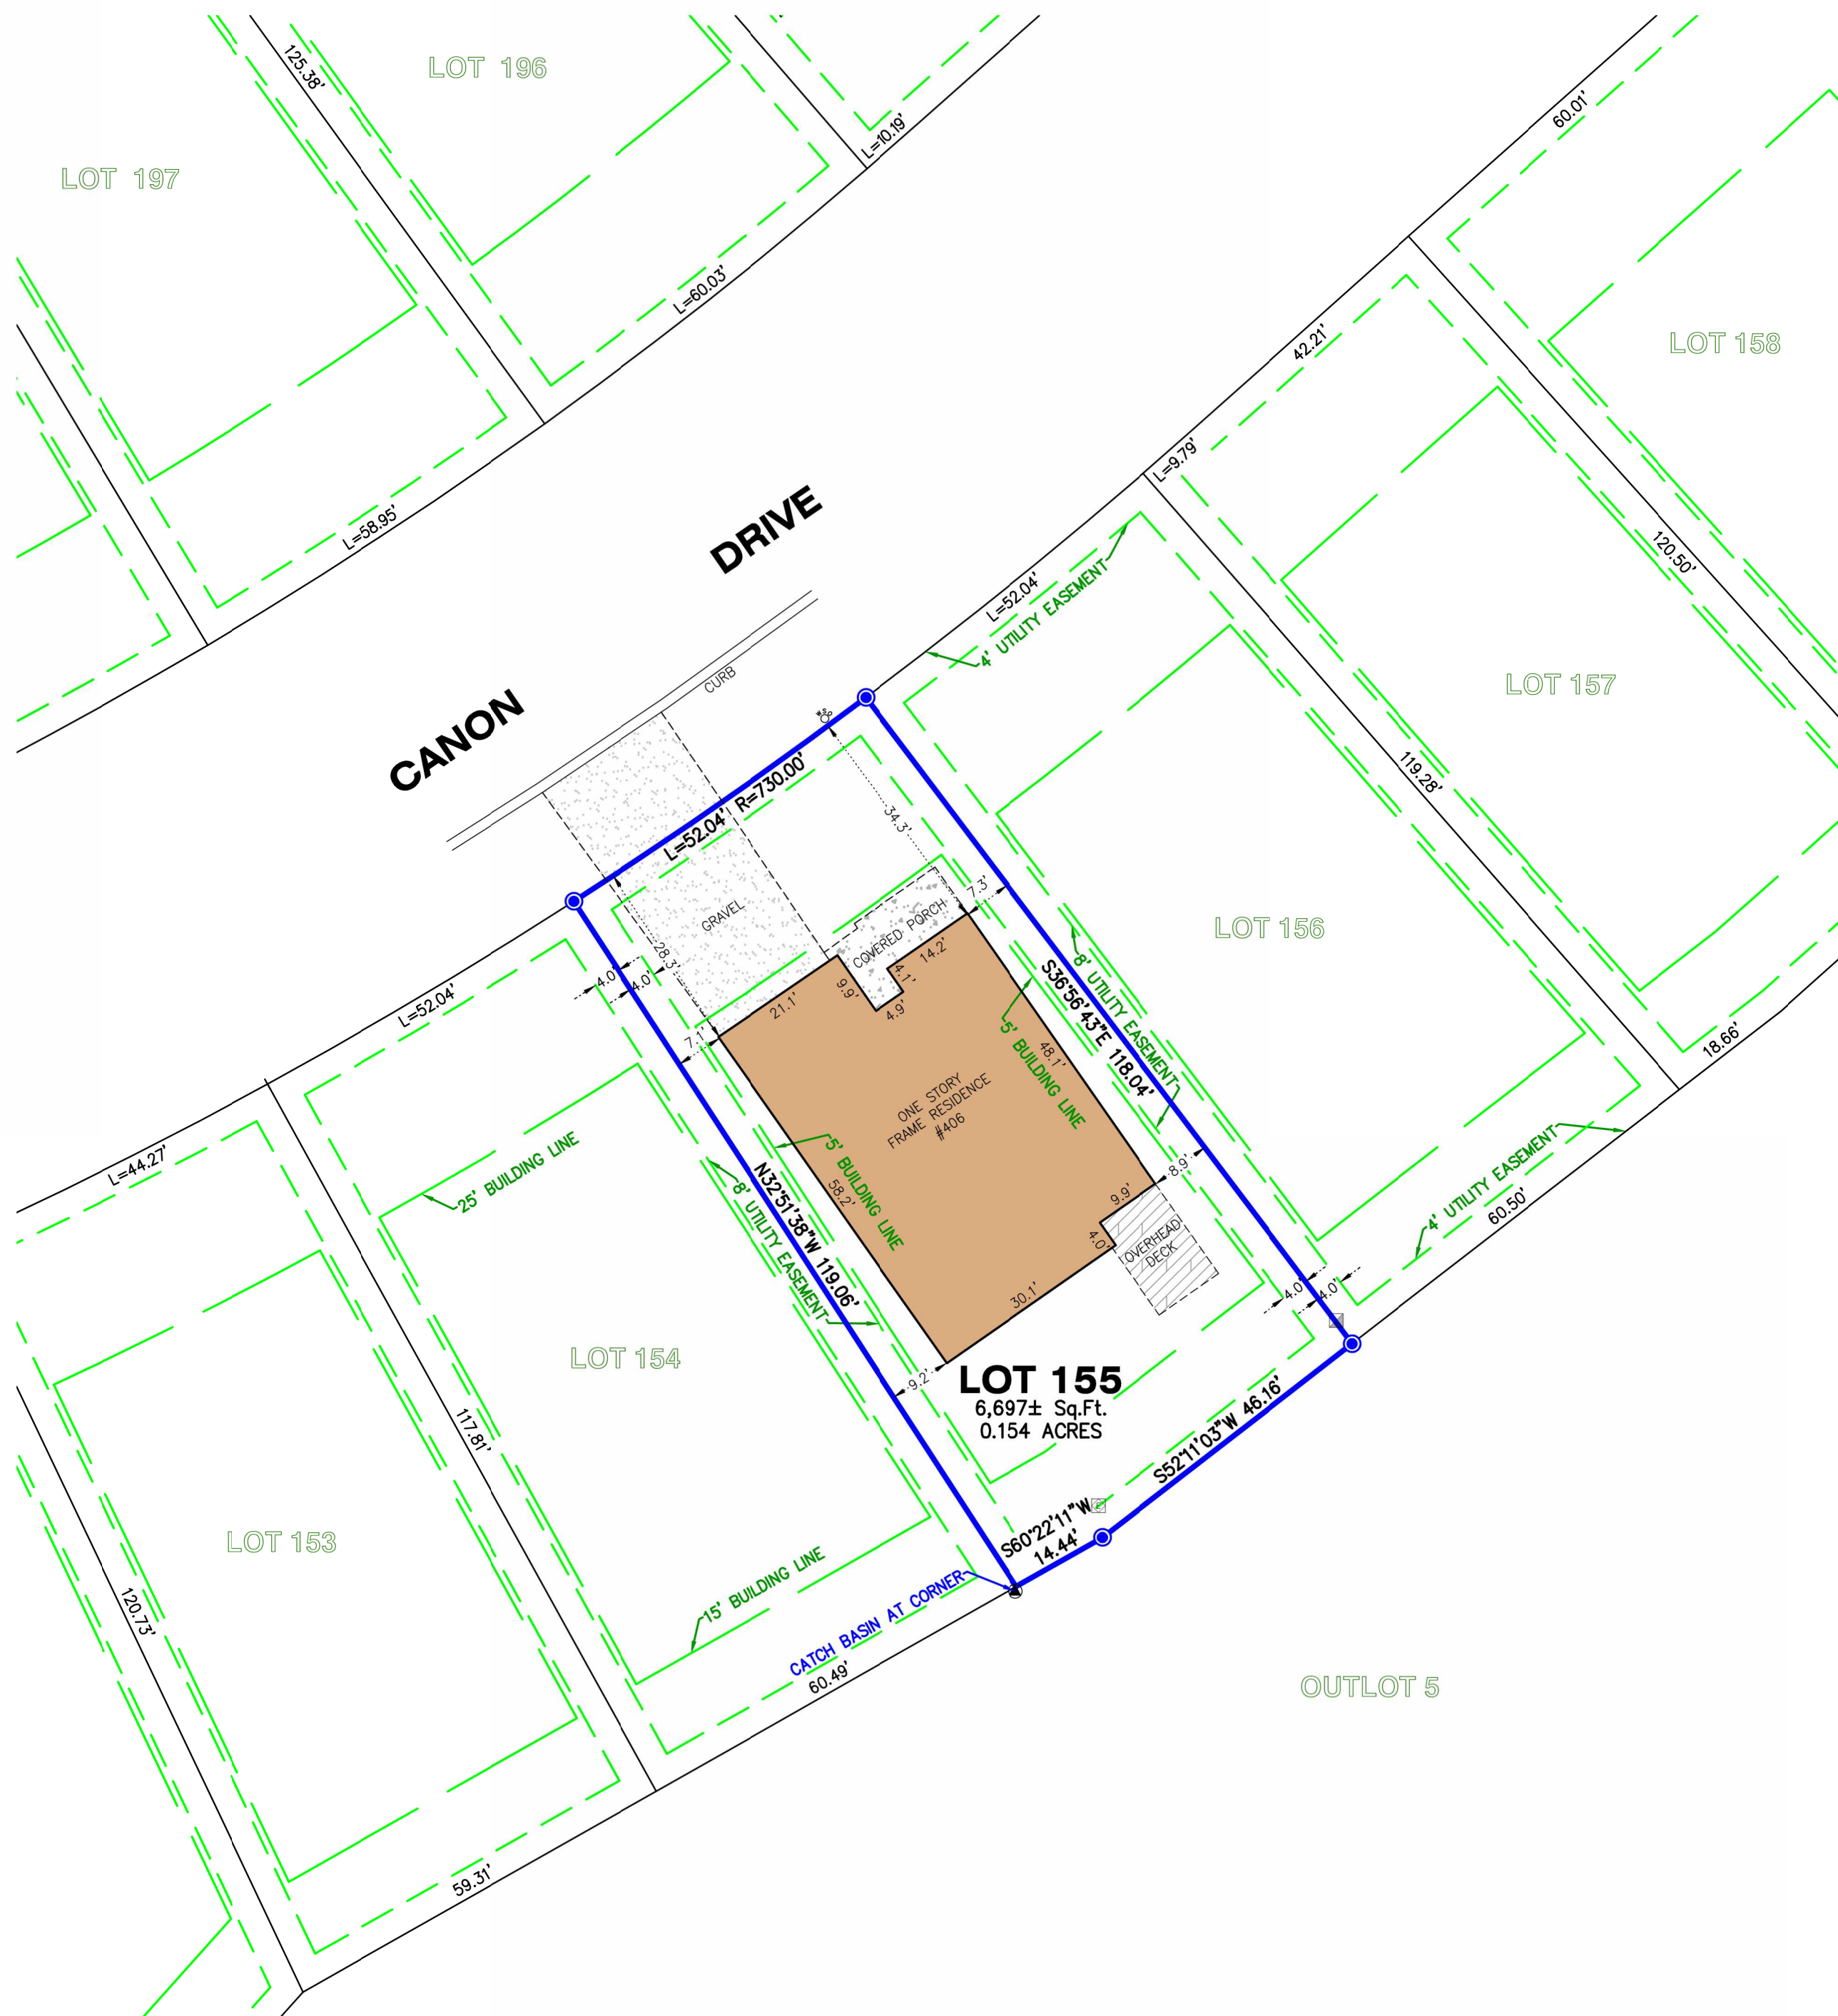 125.38'
LOT 196
LOT 197
L=10.19'
60.01'
L=60.03'
42.21'
LOT 158
L=9.79'
L=58.95'
DRIVE
120.50'
L=52.04'
4' UTILITY EASEMENT
CURB
LOT 157
CANON
119.28'
L=52.04' R=730.00'
34.3'
GRAVEL
COVERED PORCH
7.3'
LOT 156
28.3'
14.2'
4.1'
9.9'
4.9'
21.1'
4.0'
4.0'
L=52.04'
7.1'
8' UTILITY EASEMENT
S36°56'43"E 118.04'
5' BUILDING LINE
48.1'
18.66'
ONE STORY
FRAME RESIDENCE
#406
L=44.27'
25' BUILDING LINE
5' BUILDING LINE
58.2'
N32°51'38"W 119.06'
8' UTILITY EASEMENT
8.9'
9.9'
4.0'
OVERHEAD
DECK
4' UTILITY EASEMENT
60.50'
30.1'
4.0'
4.0'
LOT 154
9.2'
LOT 155
6,697± Sq.Ft.
0.154 ACRES
117.81'
S52°11'03"W 46.16'
S60°22'11"W
14.44'
LOT 153
15' BUILDING LINE
CATCH BASIN AT CORNER
60.49'
120.73'
OUTLOT 5
59.31'